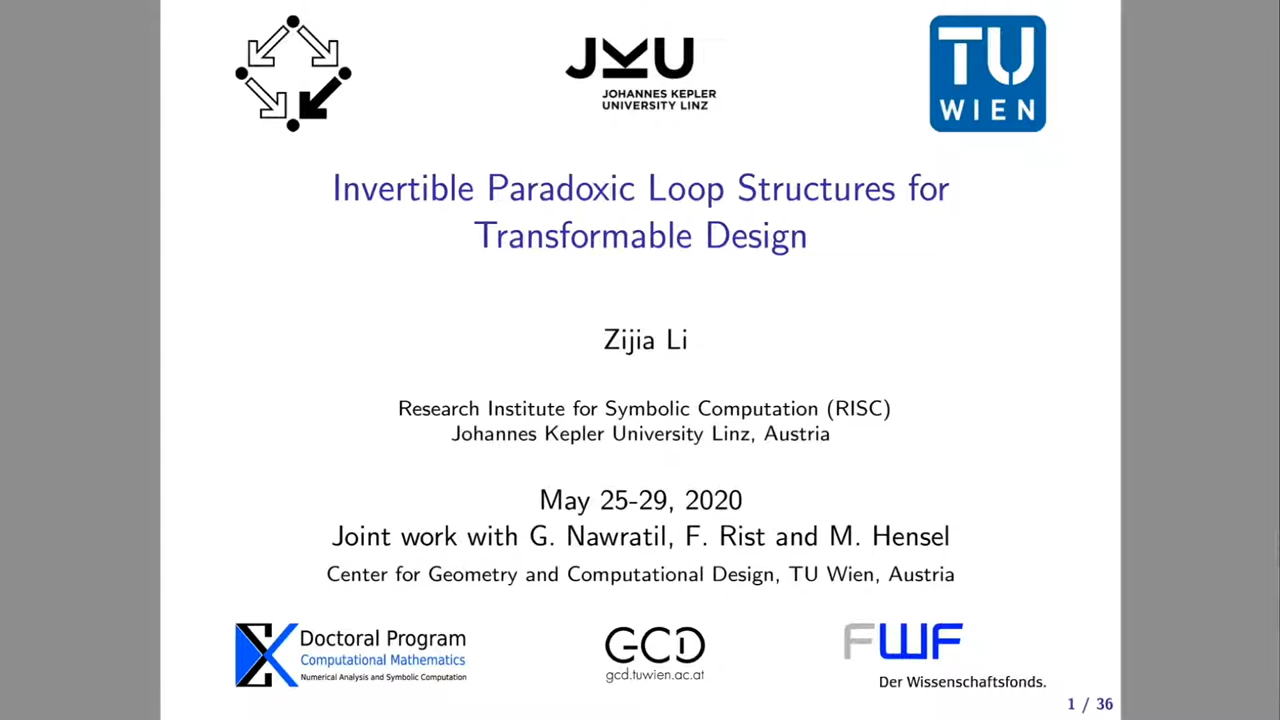 JKU
JOHANNES KEPLER
UNIVERSITY LINZ
TU
WIEN
Invertible Paradoxic Loop Structures for
Transformable Design
Zijia Li
Research Institute for Symbolic Computation (RISC)
Johannes Kepler University Linz, Austria
May 25-29, 2020
Joint work with G. Nawratil, F. Rist and M. Hensel
Center for Geometry and Computational Design, TU Wien, Austria
Doctoral Program
Computational Mathematics
Numerical Analysis and Symbolic Computation
GCD
gcd.tuwien.ac.at
FWF
Der Wissenschaftsfonds.
1 / 36